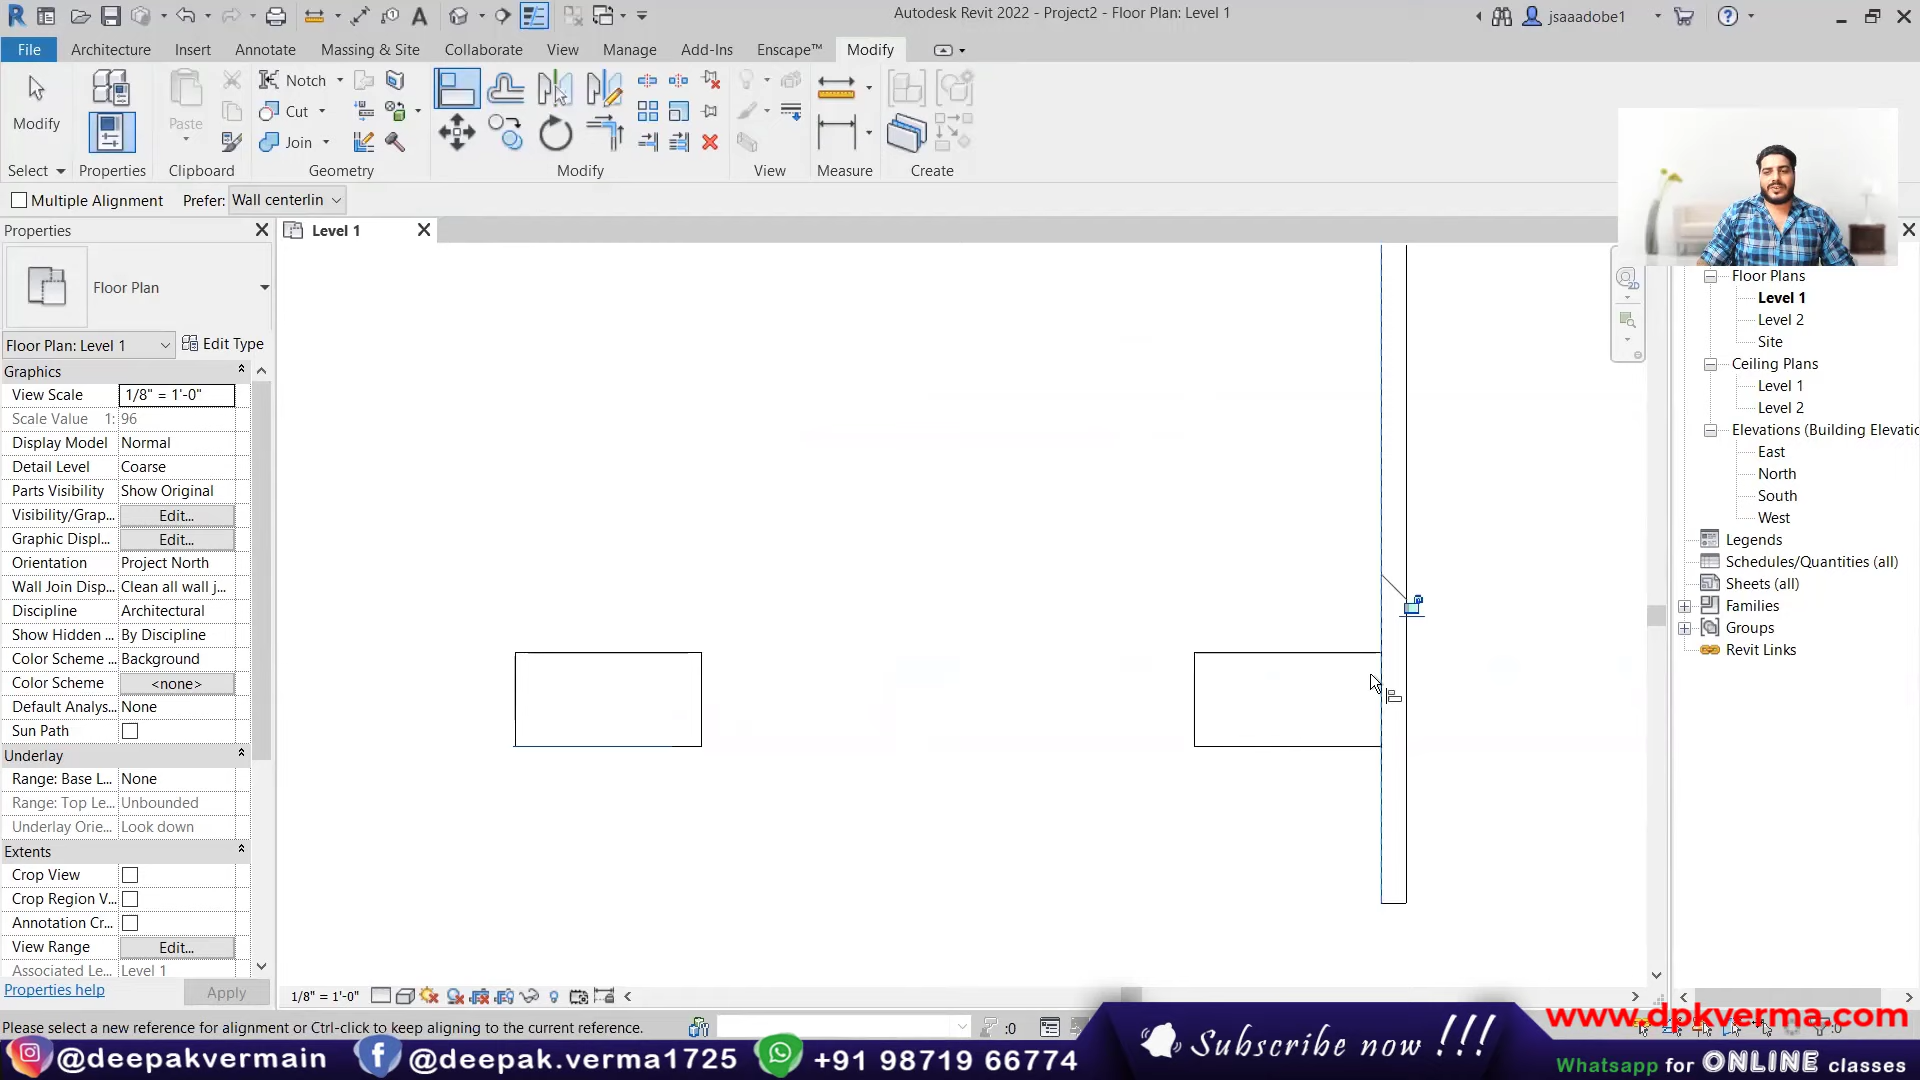 Autodesk Revit 2022 - Project2 - Floor Plan: Level 1
jsaaadobe1
File
Architecture
Insert
Annotate
Massing & Site
Collaborate
View
Manage
Add-Ins
Enscape™
Modify
Modify
Paste
Notch
Cut
Join
Select
Properties
Clipboard
Geometry
Modify
View
Measure
Create
Multiple Alignment
Prefer:
Wall centerlin
Properties
Level 1
Floor Plan
Floor Plan: Level 1
Edit Type
Graphics
View Scale 1/8" = 1'-0"
Scale Value 1: 96
Display Model Normal
Detail Level Coarse
Parts Visibility Show Original
Visibility/Grap... Edit...
Graphic Displ... Edit...
Orientation Project North
Wall Join Disp... Clean all wall j...
Discipline Architectural
Show Hidden ... By Discipline
Color Scheme ... Background
Color Scheme <none>
Default Analys... None
Sun Path
Underlay
Range: Base L... None
Range: Top Le... Unbounded
Underlay Orie... Look down
Extents
Crop View
Crop Region V...
Annotation Cr...
View Range Edit...
Associated Le... Level 1
Properties help
Apply
2D
Floor Plans
Level 1
Level 2
Site
Ceiling Plans
Level 1
Level 2
Elevations (Building Elevatio
East
North
South
West
Legends
Schedules/Quantities (all)
Sheets (all)
Families
Groups
Revit Links
1/8" = 1'-0"
Please select a new reference for alignment or Ctrl-click to keep aligning to the current reference.
:0
:0
@deepakvermain
@deepak.verma1725
+91 98719 66774
Subscribe now !!!
www.dpkverma.com
Whatsapp for ONLINE classes